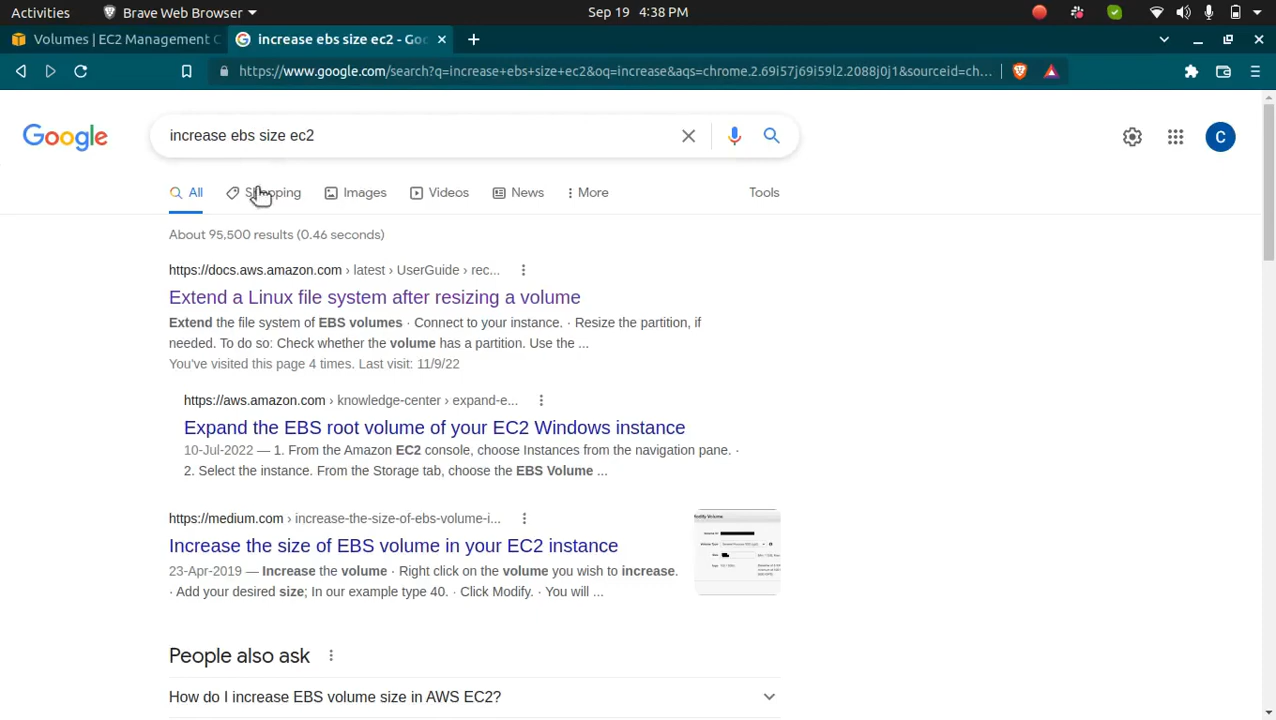 Activities
Brave Web Browser
Sep 19 4:38 PM
Volumes | EC2 Management C
increase ebs size ec2 - Goo
https://www.google.com/search?q=increase+ebs+size+ec2&oq=increase&aqs=chrome.2.69i57j69i59l2.2088j0j1&sourceid=ch...
Google
increase ebs size ec2
C
All
Shopping
Images
Videos
News
More
Tools
About 95,500 results (0.46 seconds)
https://docs.aws.amazon.com › latest › UserGuide › rec...
Extend a Linux file system after resizing a volume
Extend the file system of EBS volumes · Connect to your instance. · Resize the partition, if
needed. To do so: Check whether the volume has a partition. Use the ...
You've visited this page 4 times. Last visit: 11/9/22
https://aws.amazon.com › knowledge-center › expand-e...
Expand the EBS root volume of your EC2 Windows instance
10-Jul-2022 — 1. From the Amazon EC2 console, choose Instances from the navigation pane. ·
2. Select the instance. From the Storage tab, choose the EBS Volume ...
https://medium.com › increase-the-size-of-ebs-volume-i...
Increase the size of EBS volume in your EC2 instance
23-Apr-2019 — Increase the volume · Right click on the volume you wish to increase.
· Add your desired size; In our example type 40. · Click Modify. · You will ...
People also ask
How do I increase EBS volume size in AWS EC2?